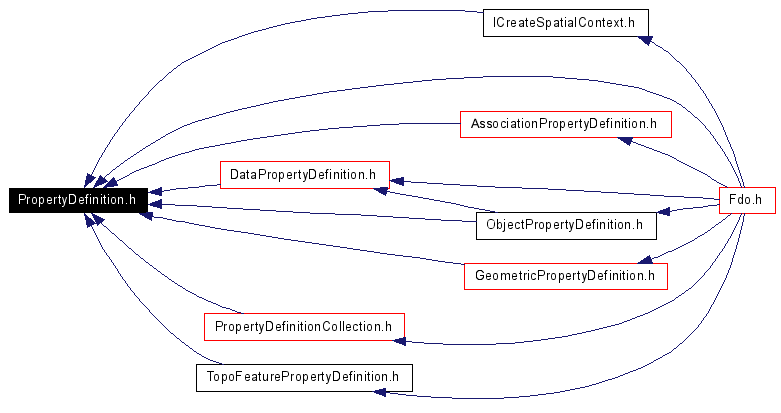 ICreateSpatialContext.h
AssociationPropertyDefinition.h
DataPropertyDefinition.h
PropertyDefinition.h
Fdo.h
ObjectPropertyDefinition.h
GeometricPropertyDefinition.h
PropertyDefinitionCollection.h
TopoFeaturePropertyDefinition.h